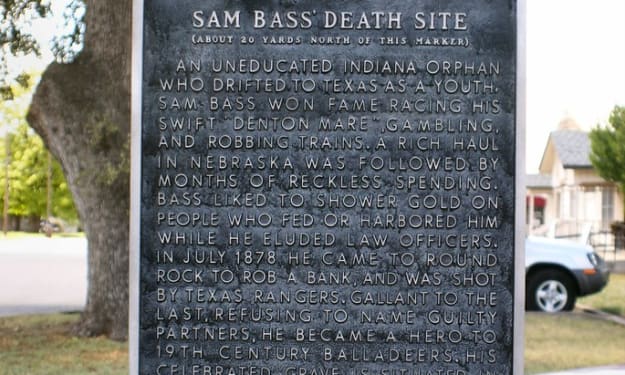 SAM BASS' DEATH SITE
(ABOUT 20 YARDS NORTH OF THIS MARKER)
AN UNEDUCATED INDIANA ORPHAN
WHO DRIFTED TO TEXAS AS A YOUTH,
SAM BASS WON FAME RACING HIS
SWIFT "DENTON MARE", GAMBLING,
AND ROBBING TRAINS. A RICH HAUL
IN NEBRASKA WAS FOLLOWED BY
MONTHS OF RECKLESS SPENDING.
BASS LIKED TO SHOWER GOLD ON
PEOPLE WHO FED OR HARBORED HIM
WHILE HE ELUDED LAW OFFICERS.
IN JULY 1878 HE CAME TO ROUND
ROCK TO ROB A BANK, AND WAS SHOT
BY TEXAS RANGERS. GALLANT TO THE
LAST, REFUSING TO NAME GUILTY
PARTNERS, HE BECAME A HERO TO
19TH CENTURY BALLADEERS. HIS
CELEBRATED GRAVE IS SITUATED IN